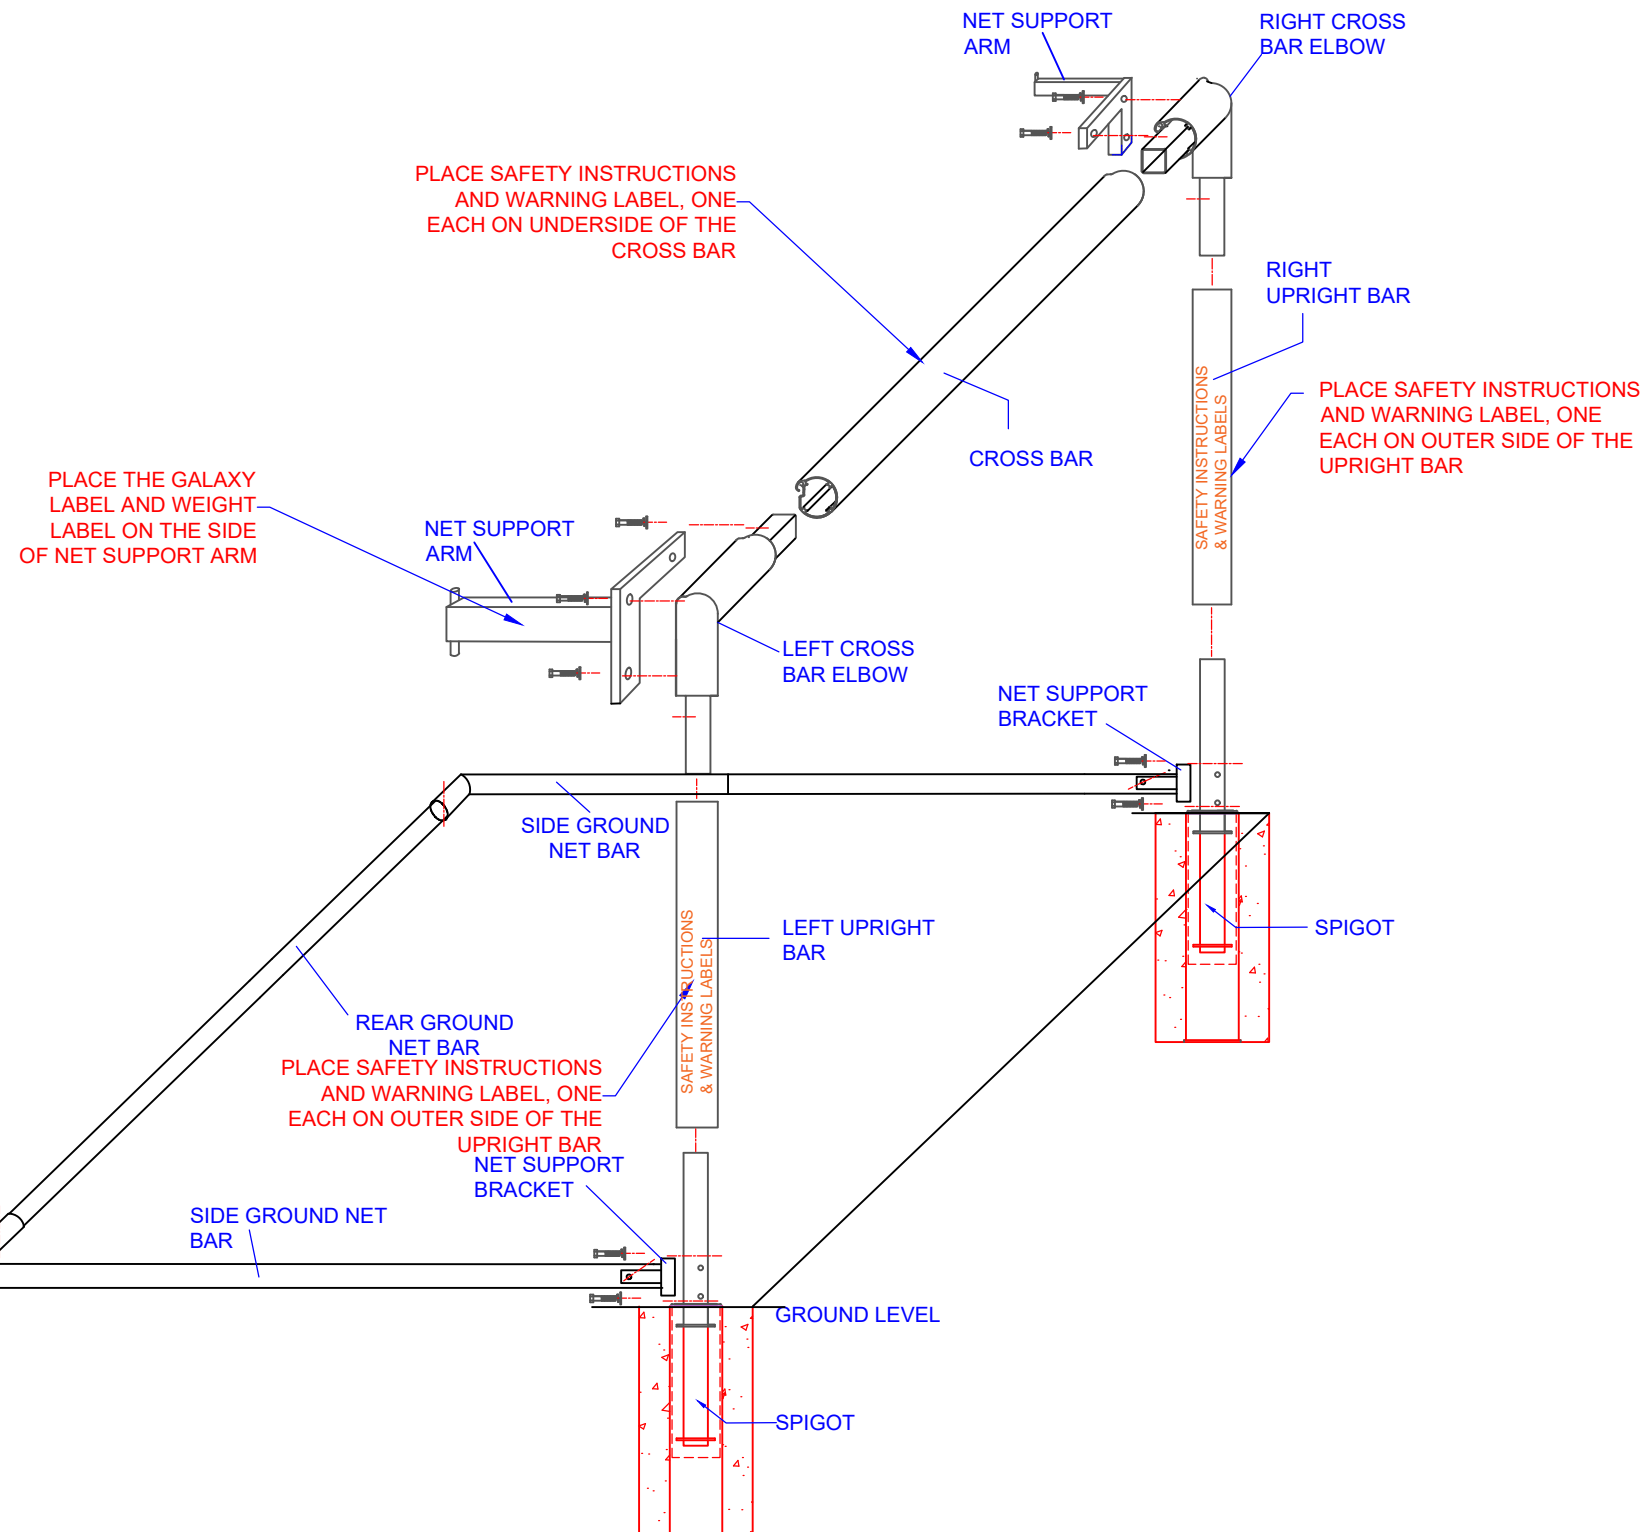 NET SUPPORT
ARM
RIGHT CROSS
BAR ELBOW
PLACE SAFETY INSTRUCTIONS
AND WARNING LABEL, ONE
EACH ON UNDERSIDE OF THE
CROSS BAR
RIGHT
UPRIGHT BAR
SAFETY INSTRUCTIONS
& WARNING LABELS
PLACE SAFETY INSTRUCTIONS
AND WARNING LABEL, ONE
EACH ON OUTER SIDE OF THE
UPRIGHT BAR
CROSS BAR
PLACE THE GALAXY
LABEL AND WEIGHT
LABEL ON THE SIDE
OF NET SUPPORT ARM
NET SUPPORT
ARM
LEFT CROSS
BAR ELBOW
NET SUPPORT
BRACKET
SIDE GROUND
NET BAR
LEFT UPRIGHT
BAR
SPIGOT
SAFETY INSTRUCTIONS
& WARNING LABELS
REAR GROUND
NET BAR
PLACE SAFETY INSTRUCTIONS
AND WARNING LABEL, ONE
EACH ON OUTER SIDE OF THE
UPRIGHT BAR
NET SUPPORT
BRACKET
SIDE GROUND NET
BAR
GROUND LEVEL
SPIGOT